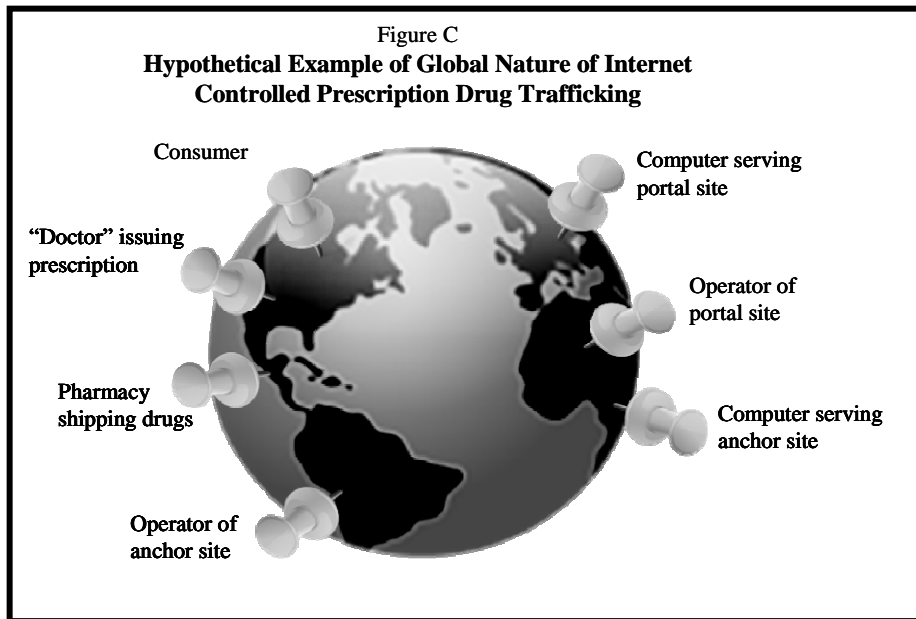 Figure C
Hypothetical Example of Global Nature of Internet
Controlled Prescription Drug Trafficking
Consumer
Computer serving
portal site
“Doctor” issuing
prescription
Operator of
portal site
Pharmacy
shipping drugs
Computer serving
anchor site
Operator of
anchor site